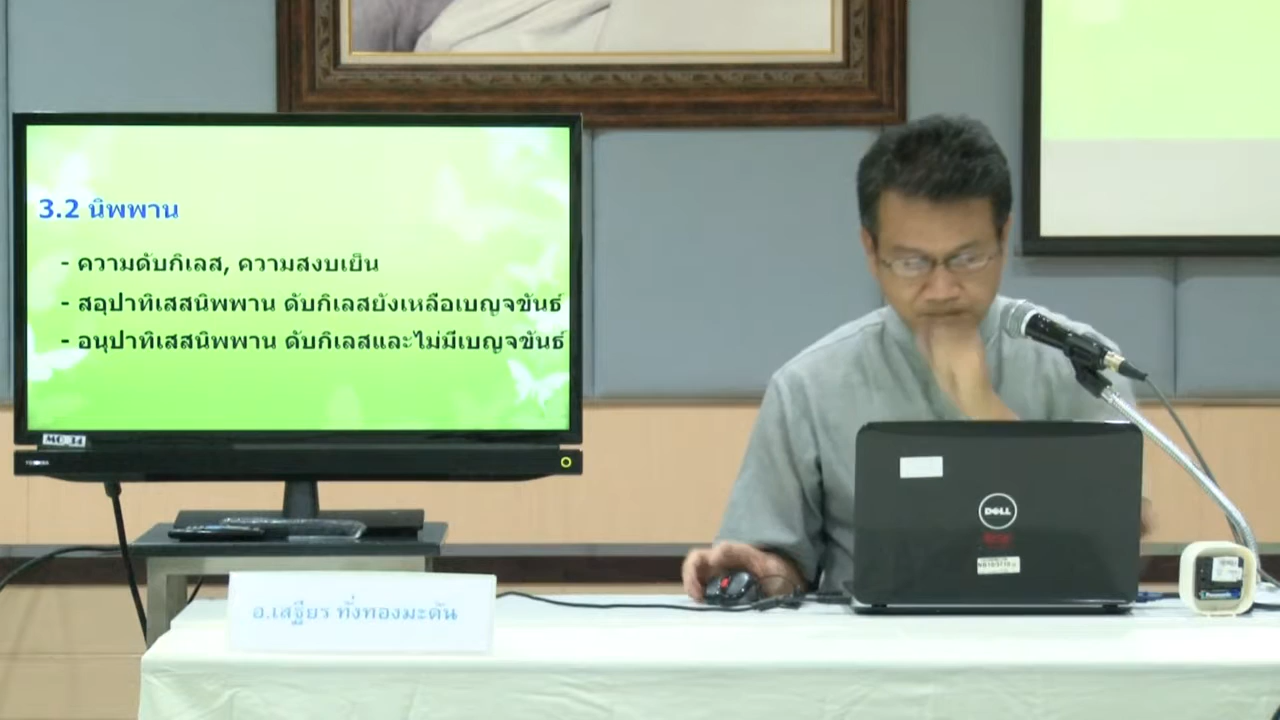 3.2 นิพพาน
- ความดับกิเลส, ความสงบเย็น
- สอุปาทิเสสนิพพาน ดับกิเลสยังเหลือเบญจขันธ์
- อนุปาทิเสสนิพพาน ดับกิเลสและไม่มีเบญจขันธ์
MC 34
TOSHIBA
อ.เสฐียร ทั่งทองมะดัน
DELL
Panasonic